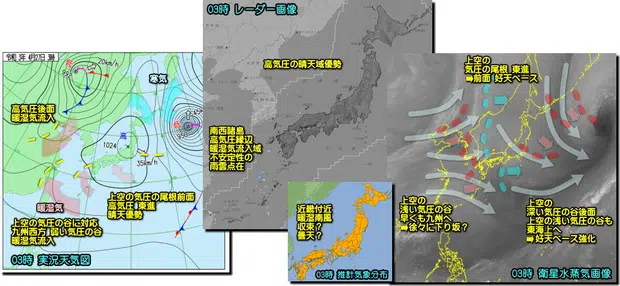 20km/h
寒気
高気圧後面
暖湿気流入
高
1024
35km/h
暖湿気
上空の気圧の尾根前面
高気圧➡東進
晴天優勢
上空の気圧の谷に対応
九州西方 弱い気圧の谷
暖湿気流入
03時 実況天気図
03時 レーダー画像
高気圧の晴天域優勢
南西諸島
高気圧縁辺
暖湿気流入域
不安定性の
雨雲点在
近畿付近
暖湿南風
収束?
曇天?
03時 推計気象分布
上空の
気圧の尾根 東進
➡前面 好天ベース
上空の
浅い気圧の谷
早くも九州へ
➡徐々に下り坂?
上空の
深い気圧の谷後面
上空の浅い気圧の谷も
東海上へ
➡好天ベース強化
03時 衛星水蒸気画像